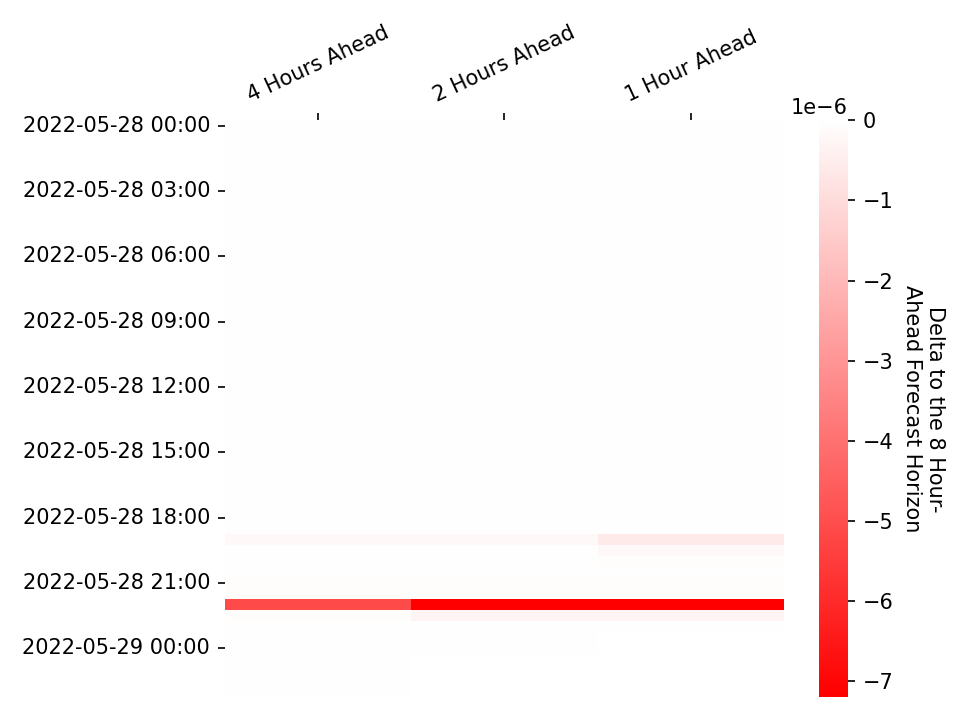 4 Hours Ahead
2 Hours Ahead
1 Hour Ahead
1e−6
2022-05-28 00:00
2022-05-28 03:00
2022-05-28 06:00
2022-05-28 09:00
2022-05-28 12:00
2022-05-28 15:00
2022-05-28 18:00
2022-05-28 21:00
2022-05-29 00:00
0
−1
−2
−3
−4
−5
−6
−7
Delta to the 8 Hour-
Ahead Forecast Horizon